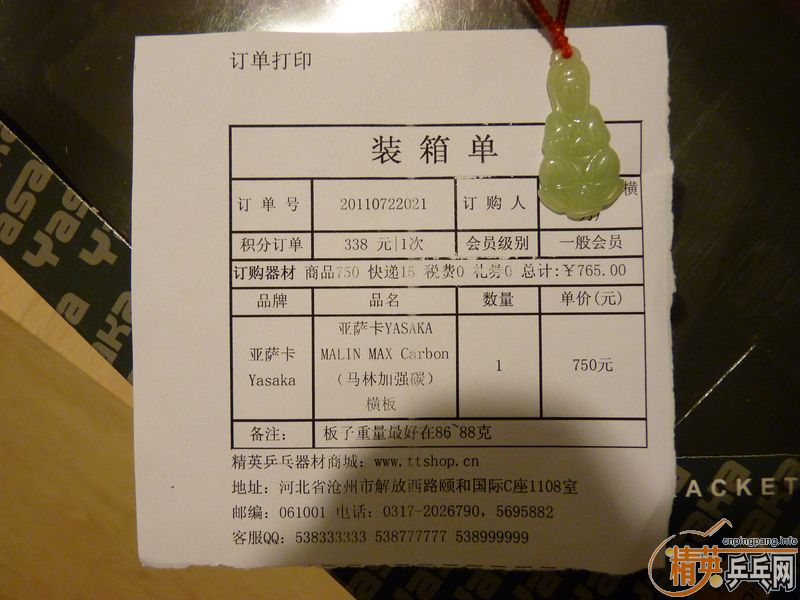 订单打印
装箱单
订单号 20110722021 订购人 横
积分订单 338 元|1次 会员级别 一般会员
订购器材 商品750 快递15 税费0 礼券0 总计:￥765.00
品牌 品名 数量 单价(元)
亚萨卡 Yasaka
亚萨卡YASAKA
MALIN MAX Carbon
（马林加强碳）
横板
1
750元
备注: 板子重量最好在86~88克
精英乒乓器材商城: www.ttshop.cn
地址: 河北省沧州市解放西路颐和国际C座1108室
邮编: 061001 电话: 0317-2026790, 5695882
客服QQ: 538333333 538777777 538999999
Yasa
Yasaka
aka
ACKET
cnpingpang.info
精英乒乓网